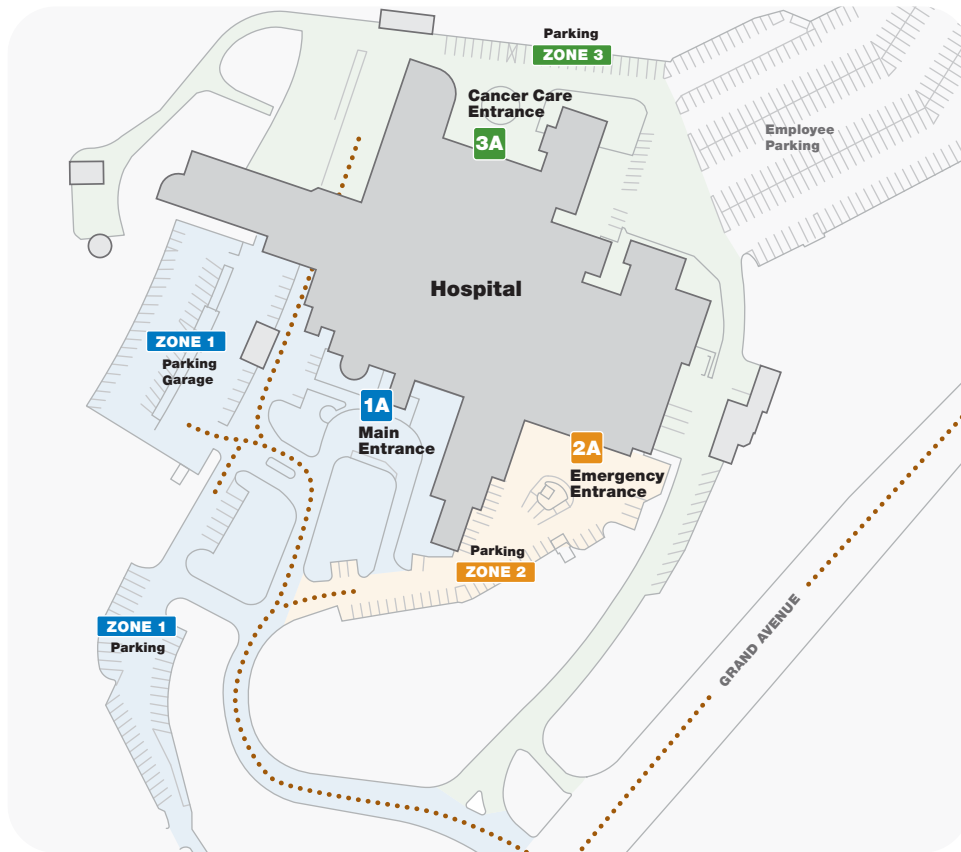 Parking
ZONE 3
Cancer Care
Entrance
3A
Employee
Parking
Hospital
ZONE 1
Parking
Garage
1A
Main
Entrance
2A
Emergency
Entrance
Parking
ZONE 2
ZONE 1
Parking
GRAND AVENUE